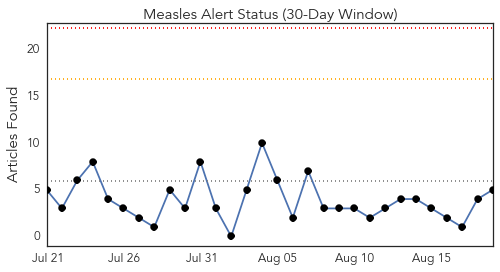 Measles Alert Status (30-Day Window)
Articles Found
20
15
10
5
0
Jul 21 Jul 26 Jul 31 Aug 05 Aug 10 Aug 15